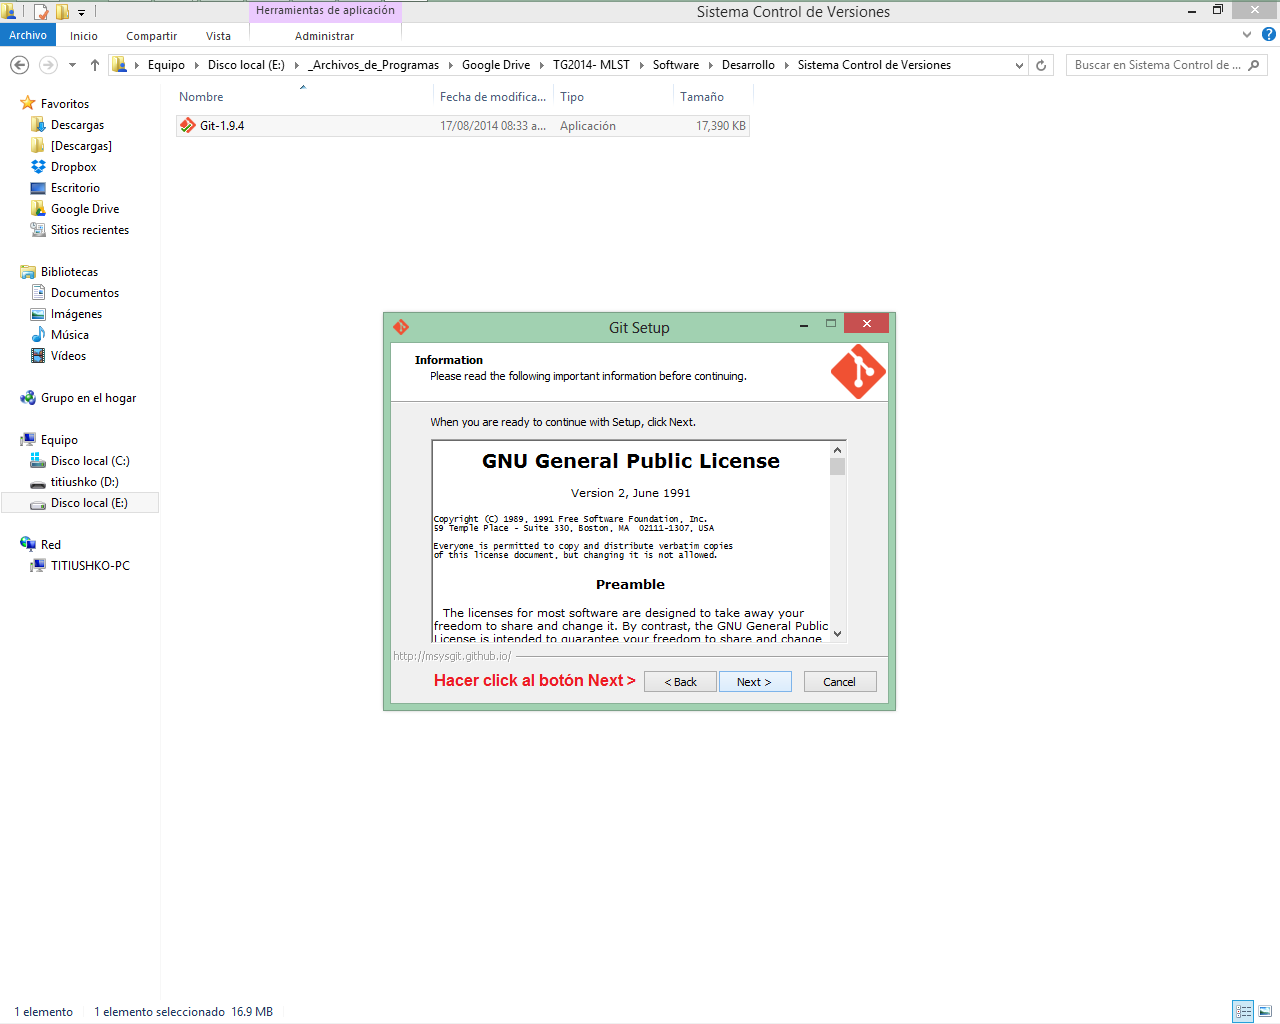 Herramientas de aplicación
Sistema Control de Versiones
Archivo
Inicio
Compartir
Vista
Administrar
Equipo
Disco local (E:)
_Archivos_de_Programas
Google Drive
TG2014- MLST
Software
Desarrollo
Sistema Control de Versiones
Buscar en Sistema Control de ...
Nombre
Fecha de modifica...
Tipo
Tamaño
Git-1.9.4
17/08/2014 08:33 a...
Aplicación
17,390 KB
Favoritos
Descargas
[Descargas]
Dropbox
Escritorio
Google Drive
Sitios recientes
Bibliotecas
Documentos
Imágenes
Música
Vídeos
Grupo en el hogar
Equipo
Disco local (C:)
titiushko (D:)
Disco local (E:)
Red
TITIUSHKO-PC
Git Setup
Information
Please read the following important information before continuing.
When you are ready to continue with Setup, click Next.
GNU General Public License
Version 2, June 1991
Copyright (C) 1989, 1991 Free Software Foundation, Inc.
59 Temple Place - Suite 330, Boston, MA  02111-1307, USA
Everyone is permitted to copy and distribute verbatim copies
of this license document, but changing it is not allowed.
Preamble
The licenses for most software are designed to take away your
freedom to share and change it. By contrast, the GNU General Public
License is intended to guarantee your freedom to share and change
http://msysgit.github.io/
Hacer click al botón Next >
< Back
Next >
Cancel
1 elemento
1 elemento seleccionado  16.9 MB